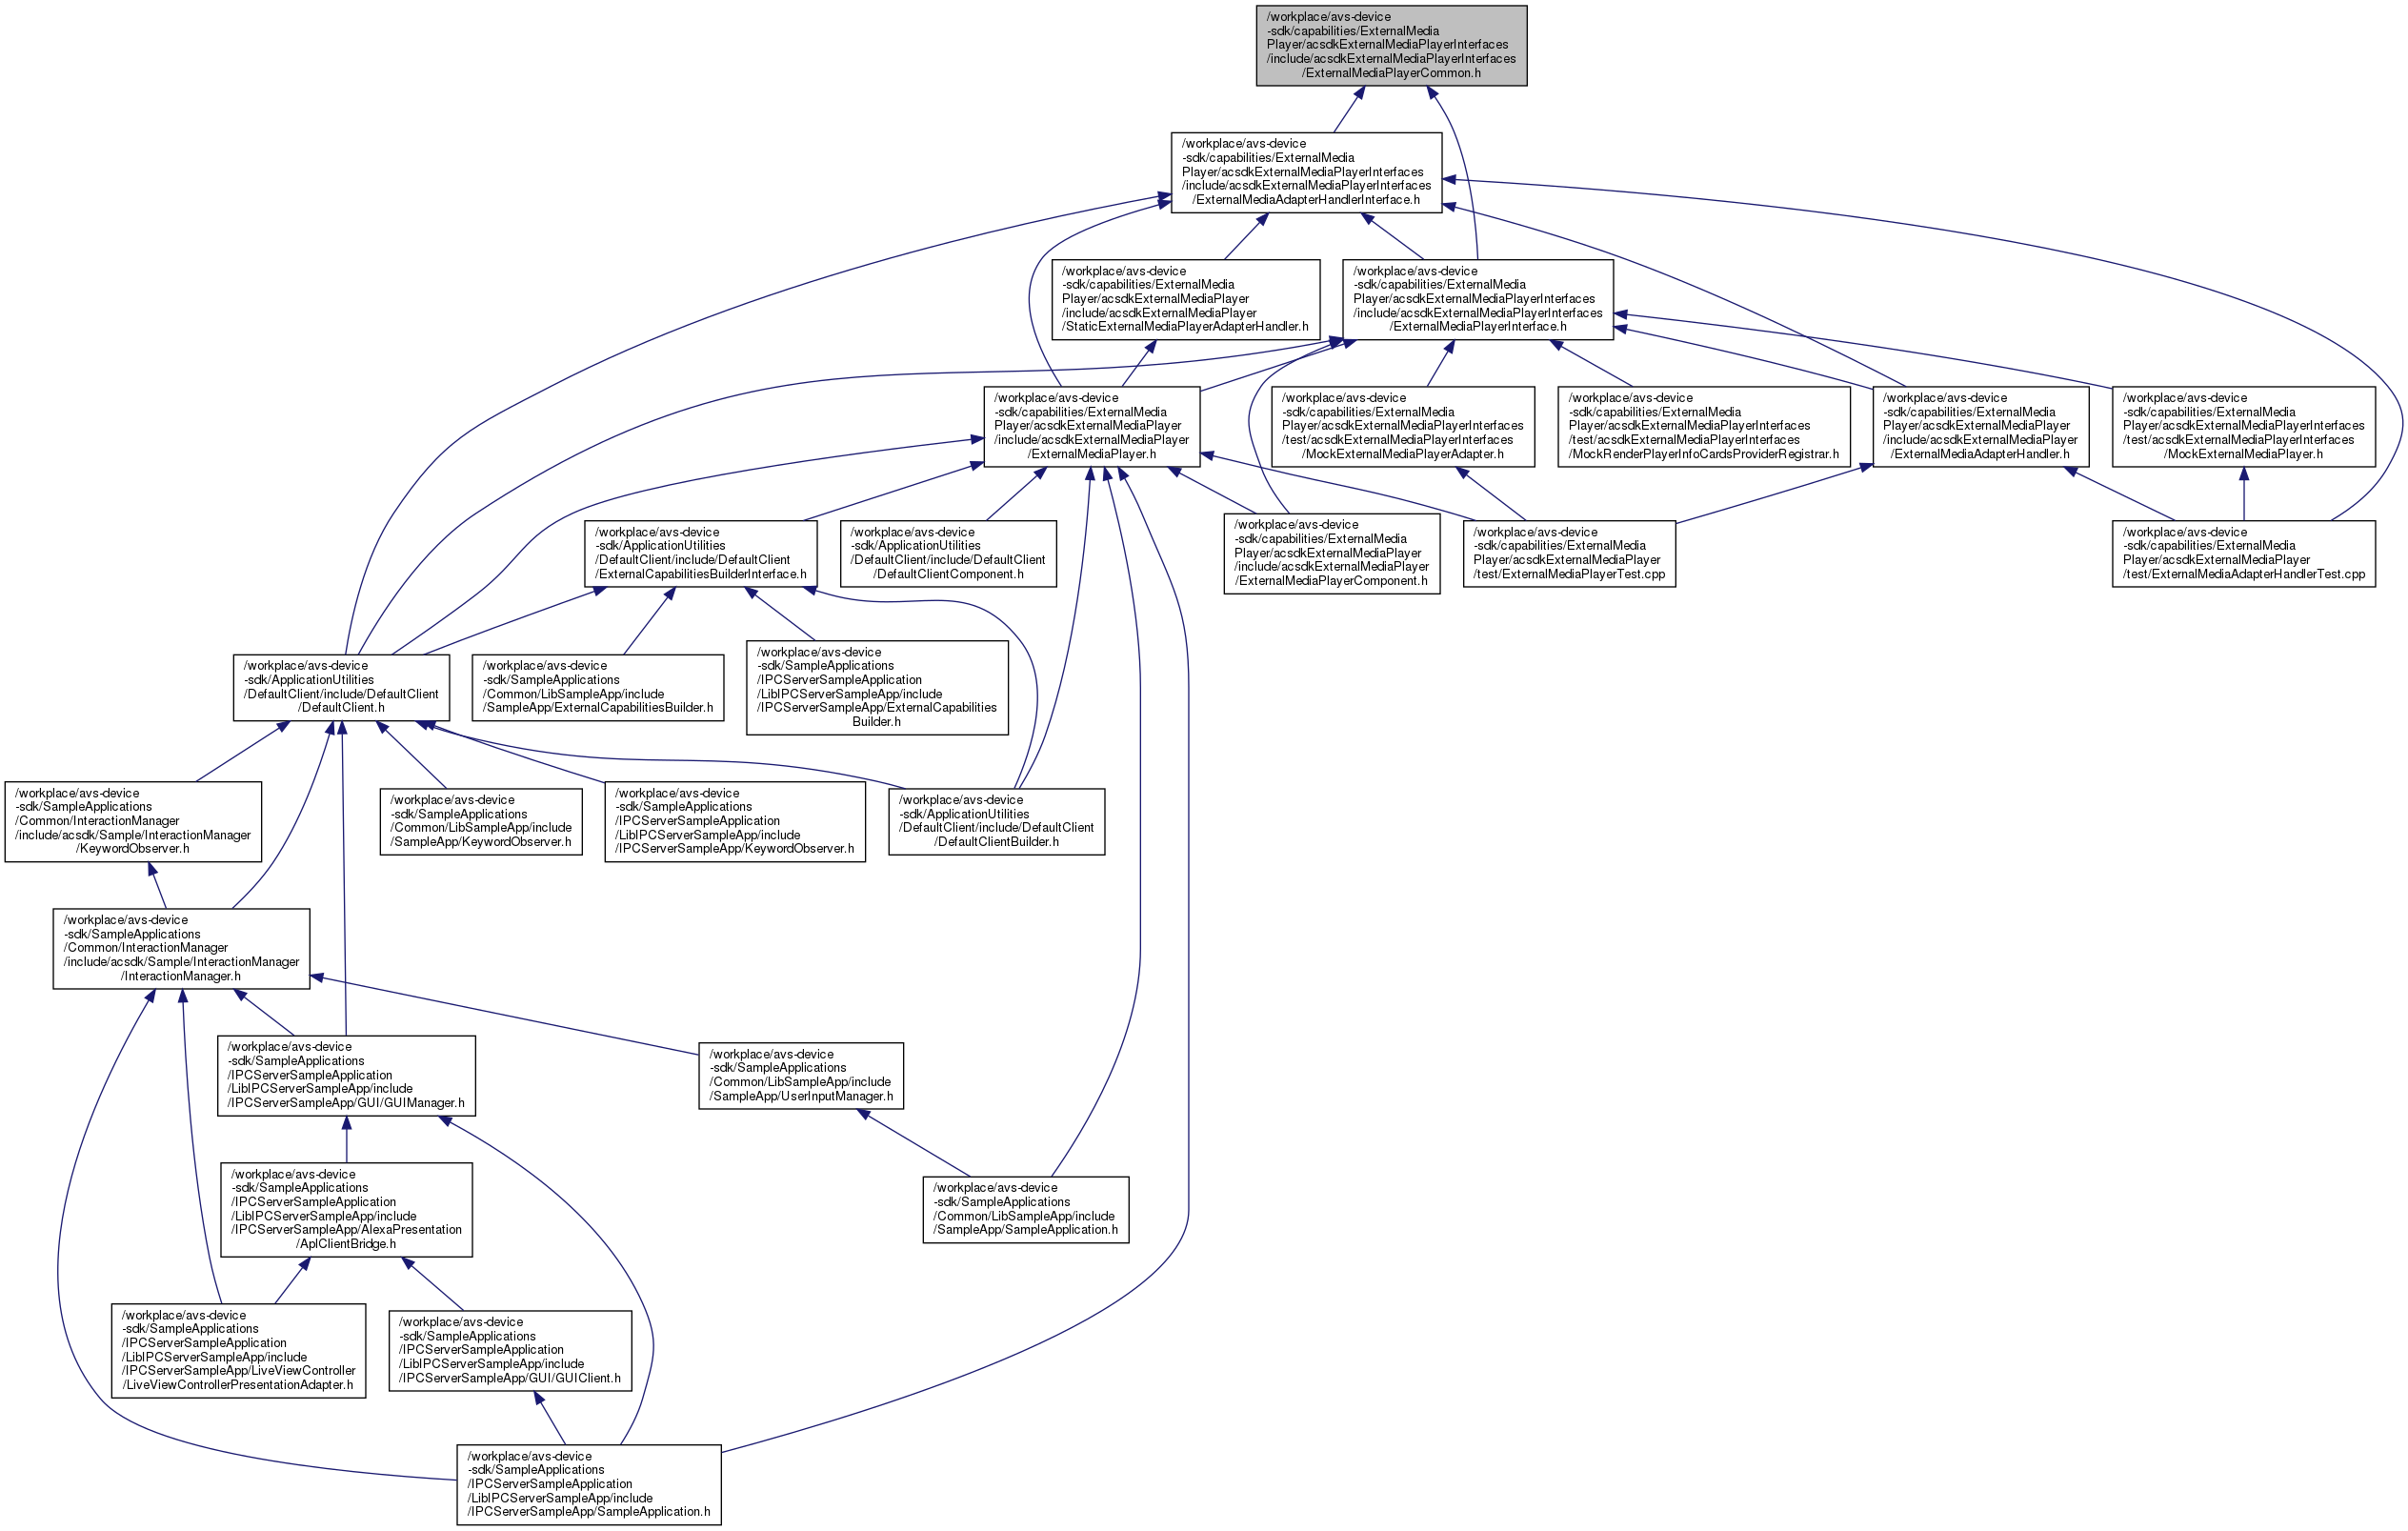 /workplace/avs-device
-sdk/capabilities/ExternalMedia
Player/acsdkExternalMediaPlayerInterfaces
/include/acsdkExternalMediaPlayerInterfaces
/ExternalMediaPlayerCommon.h
/workplace/avs-device
-sdk/capabilities/ExternalMedia
Player/acsdkExternalMediaPlayerInterfaces
/include/acsdkExternalMediaPlayerInterfaces
/ExternalMediaAdapterHandlerInterface.h
/workplace/avs-device
-sdk/capabilities/ExternalMedia
Player/acsdkExternalMediaPlayer
/include/acsdkExternalMediaPlayer
/StaticExternalMediaPlayerAdapterHandler.h
/workplace/avs-device
-sdk/capabilities/ExternalMedia
Player/acsdkExternalMediaPlayerInterfaces
/include/acsdkExternalMediaPlayerInterfaces
/ExternalMediaPlayerInterface.h
/workplace/avs-device
-sdk/capabilities/ExternalMedia
Player/acsdkExternalMediaPlayer
/include/acsdkExternalMediaPlayer
/ExternalMediaPlayer.h
/workplace/avs-device
-sdk/capabilities/ExternalMedia
Player/acsdkExternalMediaPlayerInterfaces
/test/acsdkExternalMediaPlayerInterfaces
/MockExternalMediaPlayerAdapter.h
/workplace/avs-device
-sdk/capabilities/ExternalMedia
Player/acsdkExternalMediaPlayerInterfaces
/test/acsdkExternalMediaPlayerInterfaces
/MockRenderPlayerInfoCardsProviderRegistrar.h
/workplace/avs-device
-sdk/capabilities/ExternalMedia
Player/acsdkExternalMediaPlayer
/include/acsdkExternalMediaPlayer
/ExternalMediaAdapterHandler.h
/workplace/avs-device
-sdk/capabilities/ExternalMedia
Player/acsdkExternalMediaPlayerInterfaces
/test/acsdkExternalMediaPlayerInterfaces
/MockExternalMediaPlayer.h
/workplace/avs-device
-sdk/ApplicationUtilities
/DefaultClient/include/DefaultClient
/ExternalCapabilitiesBuilderInterface.h
/workplace/avs-device
-sdk/ApplicationUtilities
/DefaultClient/include/DefaultClient
/DefaultClientComponent.h
/workplace/avs-device
-sdk/capabilities/ExternalMedia
Player/acsdkExternalMediaPlayer
/include/acsdkExternalMediaPlayer
/ExternalMediaPlayerComponent.h
/workplace/avs-device
-sdk/capabilities/ExternalMedia
Player/acsdkExternalMediaPlayer
/test/ExternalMediaPlayerTest.cpp
/workplace/avs-device
-sdk/capabilities/ExternalMedia
Player/acsdkExternalMediaPlayer
/test/ExternalMediaAdapterHandlerTest.cpp
/workplace/avs-device
-sdk/ApplicationUtilities
/DefaultClient/include/DefaultClient
/DefaultClient.h
/workplace/avs-device
-sdk/SampleApplications
/Common/LibSampleApp/include
/SampleApp/ExternalCapabilitiesBuilder.h
/workplace/avs-device
-sdk/SampleApplications
/IPCServerSampleApplication
/LibIPCServerSampleApp/include
/IPCServerSampleApp/ExternalCapabilities
Builder.h
/workplace/avs-device
-sdk/SampleApplications
/Common/InteractionManager
/include/acsdk/Sample/InteractionManager
/KeywordObserver.h
/workplace/avs-device
-sdk/SampleApplications
/Common/LibSampleApp/include
/SampleApp/KeywordObserver.h
/workplace/avs-device
-sdk/SampleApplications
/IPCServerSampleApplication
/LibIPCServerSampleApp/include
/IPCServerSampleApp/KeywordObserver.h
/workplace/avs-device
-sdk/ApplicationUtilities
/DefaultClient/include/DefaultClient
/DefaultClientBuilder.h
/workplace/avs-device
-sdk/SampleApplications
/Common/InteractionManager
/include/acsdk/Sample/InteractionManager
/InteractionManager.h
/workplace/avs-device
-sdk/SampleApplications
/IPCServerSampleApplication
/LibIPCServerSampleApp/include
/IPCServerSampleApp/GUI/GUIManager.h
/workplace/avs-device
-sdk/SampleApplications
/Common/LibSampleApp/include
/SampleApp/UserInputManager.h
/workplace/avs-device
-sdk/SampleApplications
/IPCServerSampleApplication
/LibIPCServerSampleApp/include
/IPCServerSampleApp/AlexaPresentation
/AplClientBridge.h
/workplace/avs-device
-sdk/SampleApplications
/Common/LibSampleApp/include
/SampleApp/SampleApplication.h
/workplace/avs-device
-sdk/SampleApplications
/IPCServerSampleApplication
/LibIPCServerSampleApp/include
/IPCServerSampleApp/LiveViewController
/LiveViewControllerPresentationAdapter.h
/workplace/avs-device
-sdk/SampleApplications
/IPCServerSampleApplication
/LibIPCServerSampleApp/include
/IPCServerSampleApp/GUI/GUIClient.h
/workplace/avs-device
-sdk/SampleApplications
/IPCServerSampleApplication
/LibIPCServerSampleApp/include
/IPCServerSampleApp/SampleApplication.h